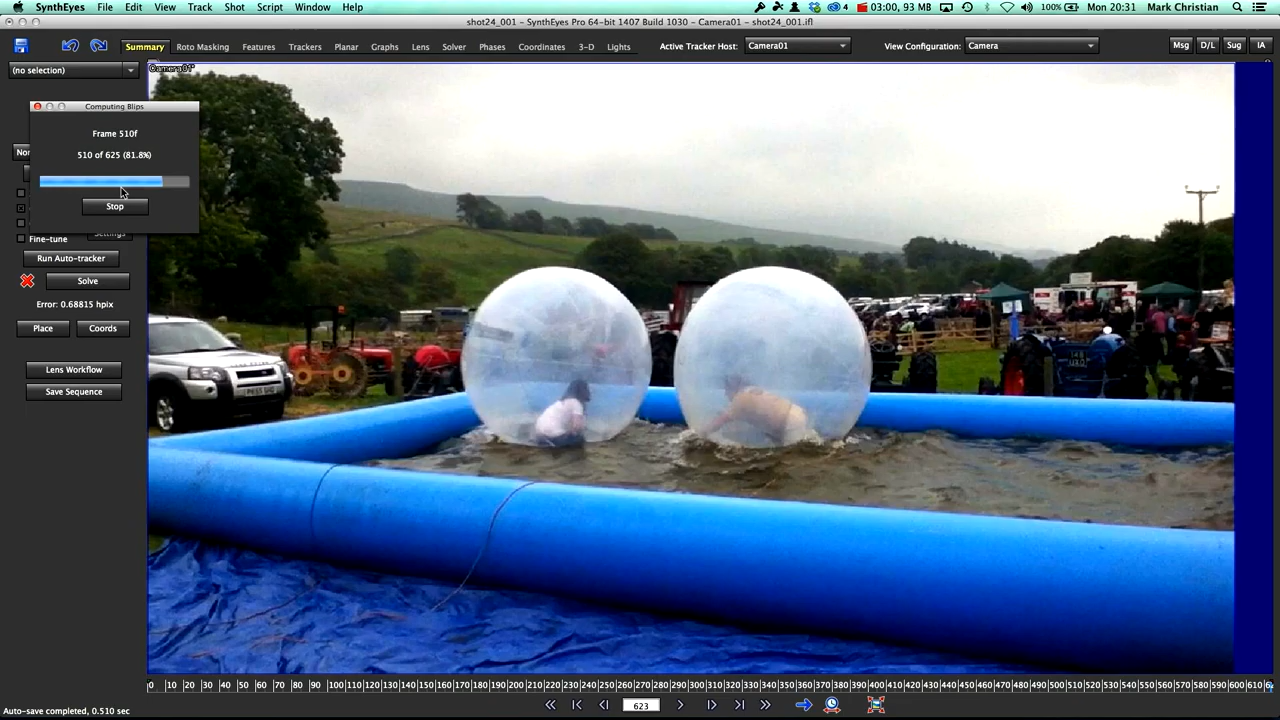 SynthEyes File Edit View Track Shot Script Window Help 4 03:00, 93 MB 100% Mon 20:31 Mark Christian
shot24_001 - SynthEyes Pro 64-bit 1407 Build 1030 - Camera01 - shot24_001.ifl
Summary Roto Masking Features Trackers Planar Graphs Lens Solver Phases Coordinates 3-D Lights Active Tracker Host: Camera01 View Configuration: Camera Msg D/L Sug IA
(no selection)
Camera01*
Computing Blips
Frame 510f
510 of 625 (81.8%)
Stop
Settings
Fine-tune
Run Auto-tracker
Solve
Error: 0.68815 hpix
Place Coords
Lens Workflow
Save Sequence
0 10 20 30 40 50 60 70 80 90 100 110 120 130 140 150 160 170 180 190 200 210 220 230 240 250 260 270 280 290 300 310 320 330 340 350 360 370 380 390 400 410 420 430 440 450 460 470 480 490 500 510 520 530 540 550 560 570 580 590 600 610
623
Auto-save completed, 0.510 sec